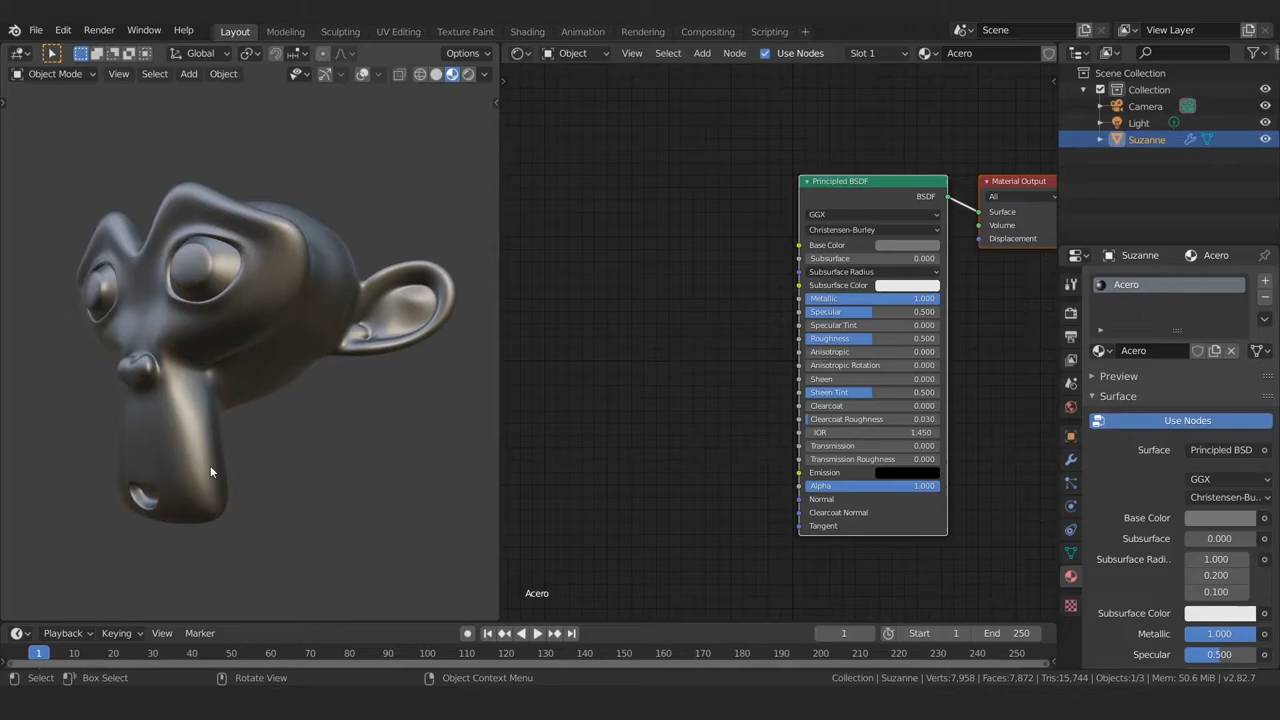 File Edit Render Window Help Layout Modeling Sculpting UV Editing Texture Paint Shading Animation Rendering Compositing Scripting Scene View Layer
Global Options Object View Select Add Node Use Nodes Slot 1 Acero
Object Mode View Select Add Object
Scene Collection
Collection
Camera
Light
Suzanne
Principled BSDF
BSDF
GGX
Christensen-Burley
Base Color
Subsurface 0.000
Subsurface Radius
Subsurface Color
Metallic 1.000
Specular 0.500
Specular Tint 0.000
Roughness 0.500
Anisotropic 0.000
Anisotropic Rotation 0.000
Sheen 0.000
Sheen Tint 0.500
Clearcoat 0.000
Clearcoat Roughness 0.030
IOR 1.450
Transmission 0.000
Transmission Roughness 0.000
Emission
Alpha 1.000
Normal
Clearcoat Normal
Tangent
Material Output
All
Surface
Volume
Displacement
Acero
Suzanne Acero
Acero
Acero
Preview
Surface
Use Nodes
Surface Principled BSD
GGX
Christensen-Bu..
Base Color
Subsurface 0.000
Subsurface Radi.. 1.000
0.200
0.100
Subsurface Color
Metallic 1.000
Specular 0.500
Playback Keying View Marker 1 Start 1 End 250
1 10 20 30 40 50 60 70 80 90 100 110 120 130 140 150 160 170 180 190 200 210 220 230 240 250
Select Box Select Rotate View Object Context Menu Collection | Suzanne | Verts:7,958 | Faces:7,872 | Tris:15,744 | Objects:1/3 | Mem: 50.6 MiB | v2.82.7